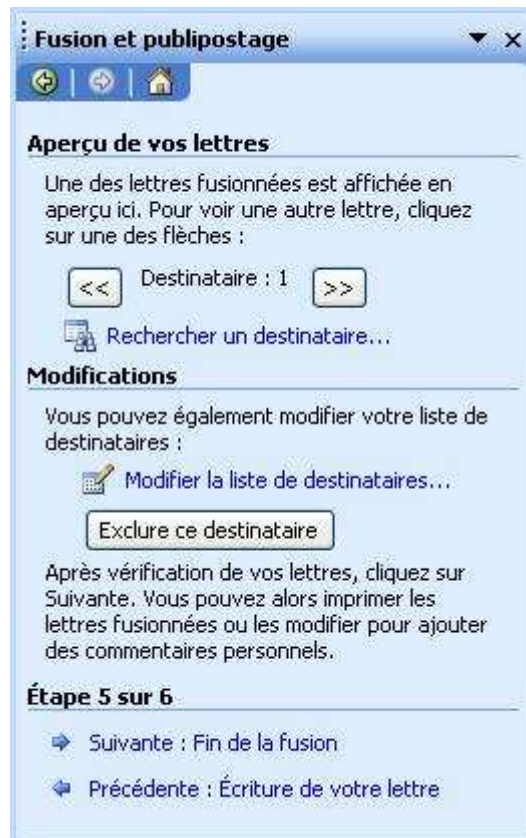 Fusion et publipostage
Aperçu de vos lettres
Une des lettres fusionnées est affichée en
aperçu ici. Pour voir une autre lettre, cliquez
sur une des flèches :
<< Destinataire : 1 >>
Rechercher un destinataire...
Modifications
Vous pouvez également modifier votre liste de
destinataires :
Modifier la liste de destinataires...
Exclure ce destinataire
Après vérification de vos lettres, cliquez sur
Suivante. Vous pouvez alors imprimer les
lettres fusionnées ou les modifier pour ajouter
des commentaires personnels.
Étape 5 sur 6
Suivante : Fin de la fusion
Précédente : Écriture de votre lettre